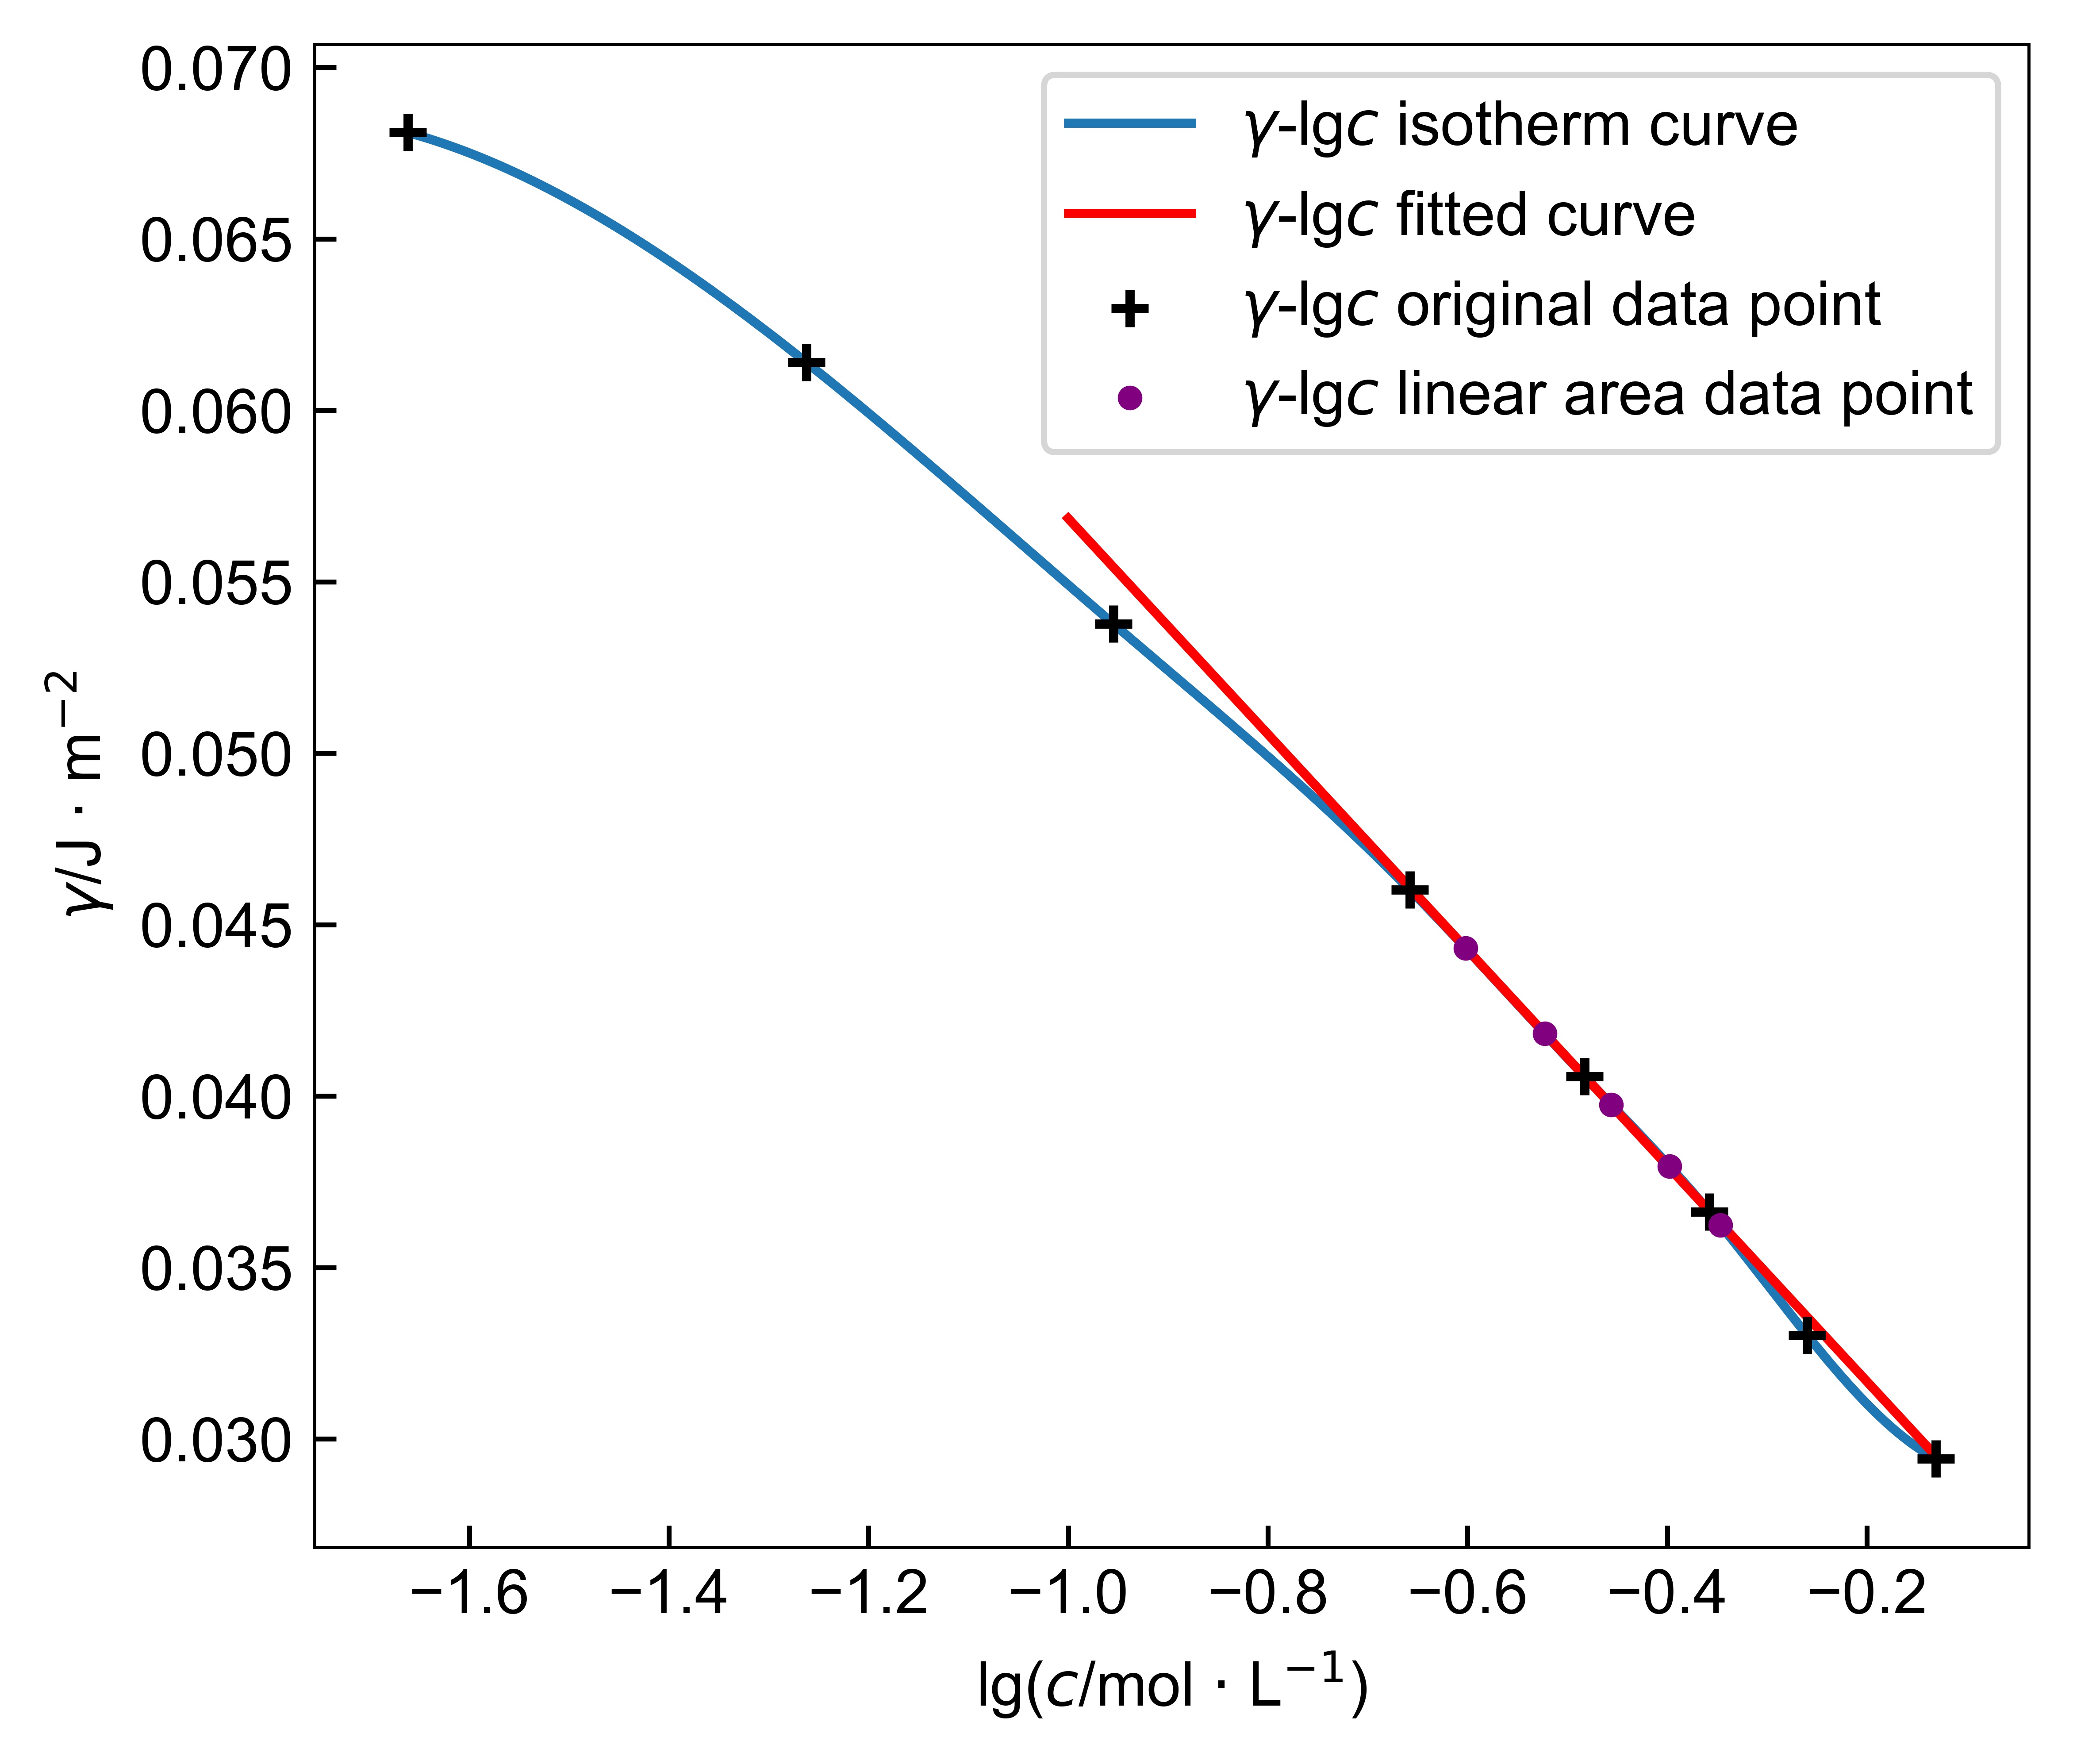 0.070
0.065
0.060
0.055
0.050
0.045
0.040
0.035
0.030
γ/J · m⁻²
γ-lgc isotherm curve
γ-lgc fitted curve
γ-lgc original data point
γ-lgc linear area data point
−1.6 −1.4 −1.2 −1.0 −0.8 −0.6 −0.4 −0.2
lg(c/mol · L⁻¹)